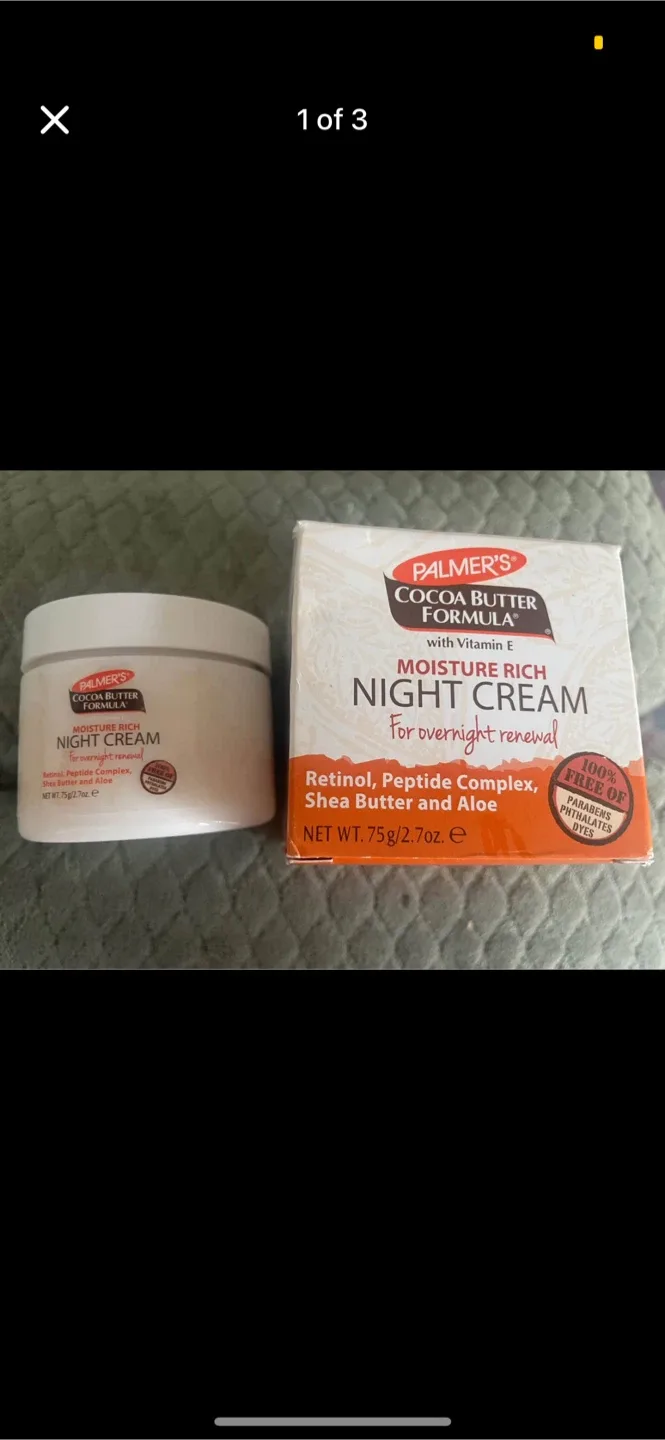 1 of 3
PALMER'S®
COCOA BUTTER
FORMULA®
MOISTURE RICH
NIGHT CREAM
For overnight renewal
Retinol, Peptide Complex,
Shea Butter and Aloe
NET WT. 75g/2.7oz. ℮
PALMER'S®
COCOA BUTTER
FORMULA®
with Vitamin E
MOISTURE RICH
NIGHT CREAM
For overnight renewal
Retinol, Peptide Complex,
Shea Butter and Aloe
NET WT. 75g/2.7oz. ℮
100%
FREE OF
PARABENS
PHTHALATES
DYES